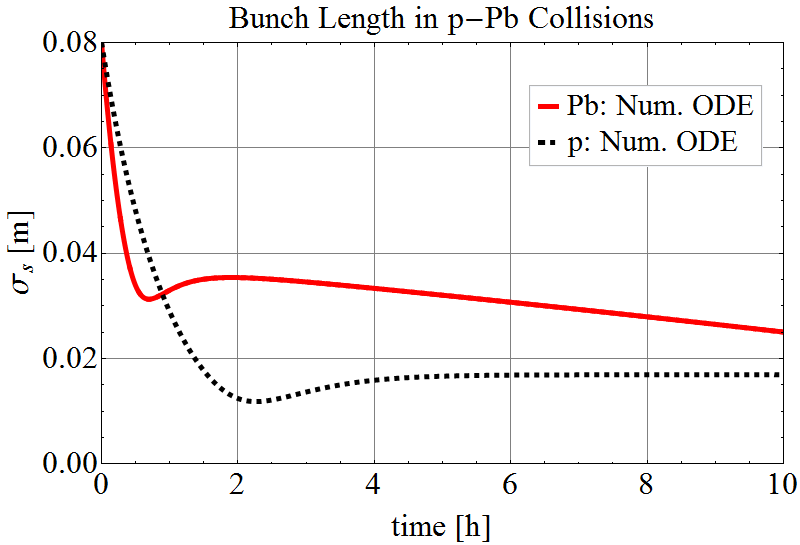 Bunch Length in p−Pb Collisions
0.08
0.06
0.04
0.02
0.00
σs [m]
Pb: Num. ODE
p: Num. ODE
0 2 4 6 8 10
time [h]